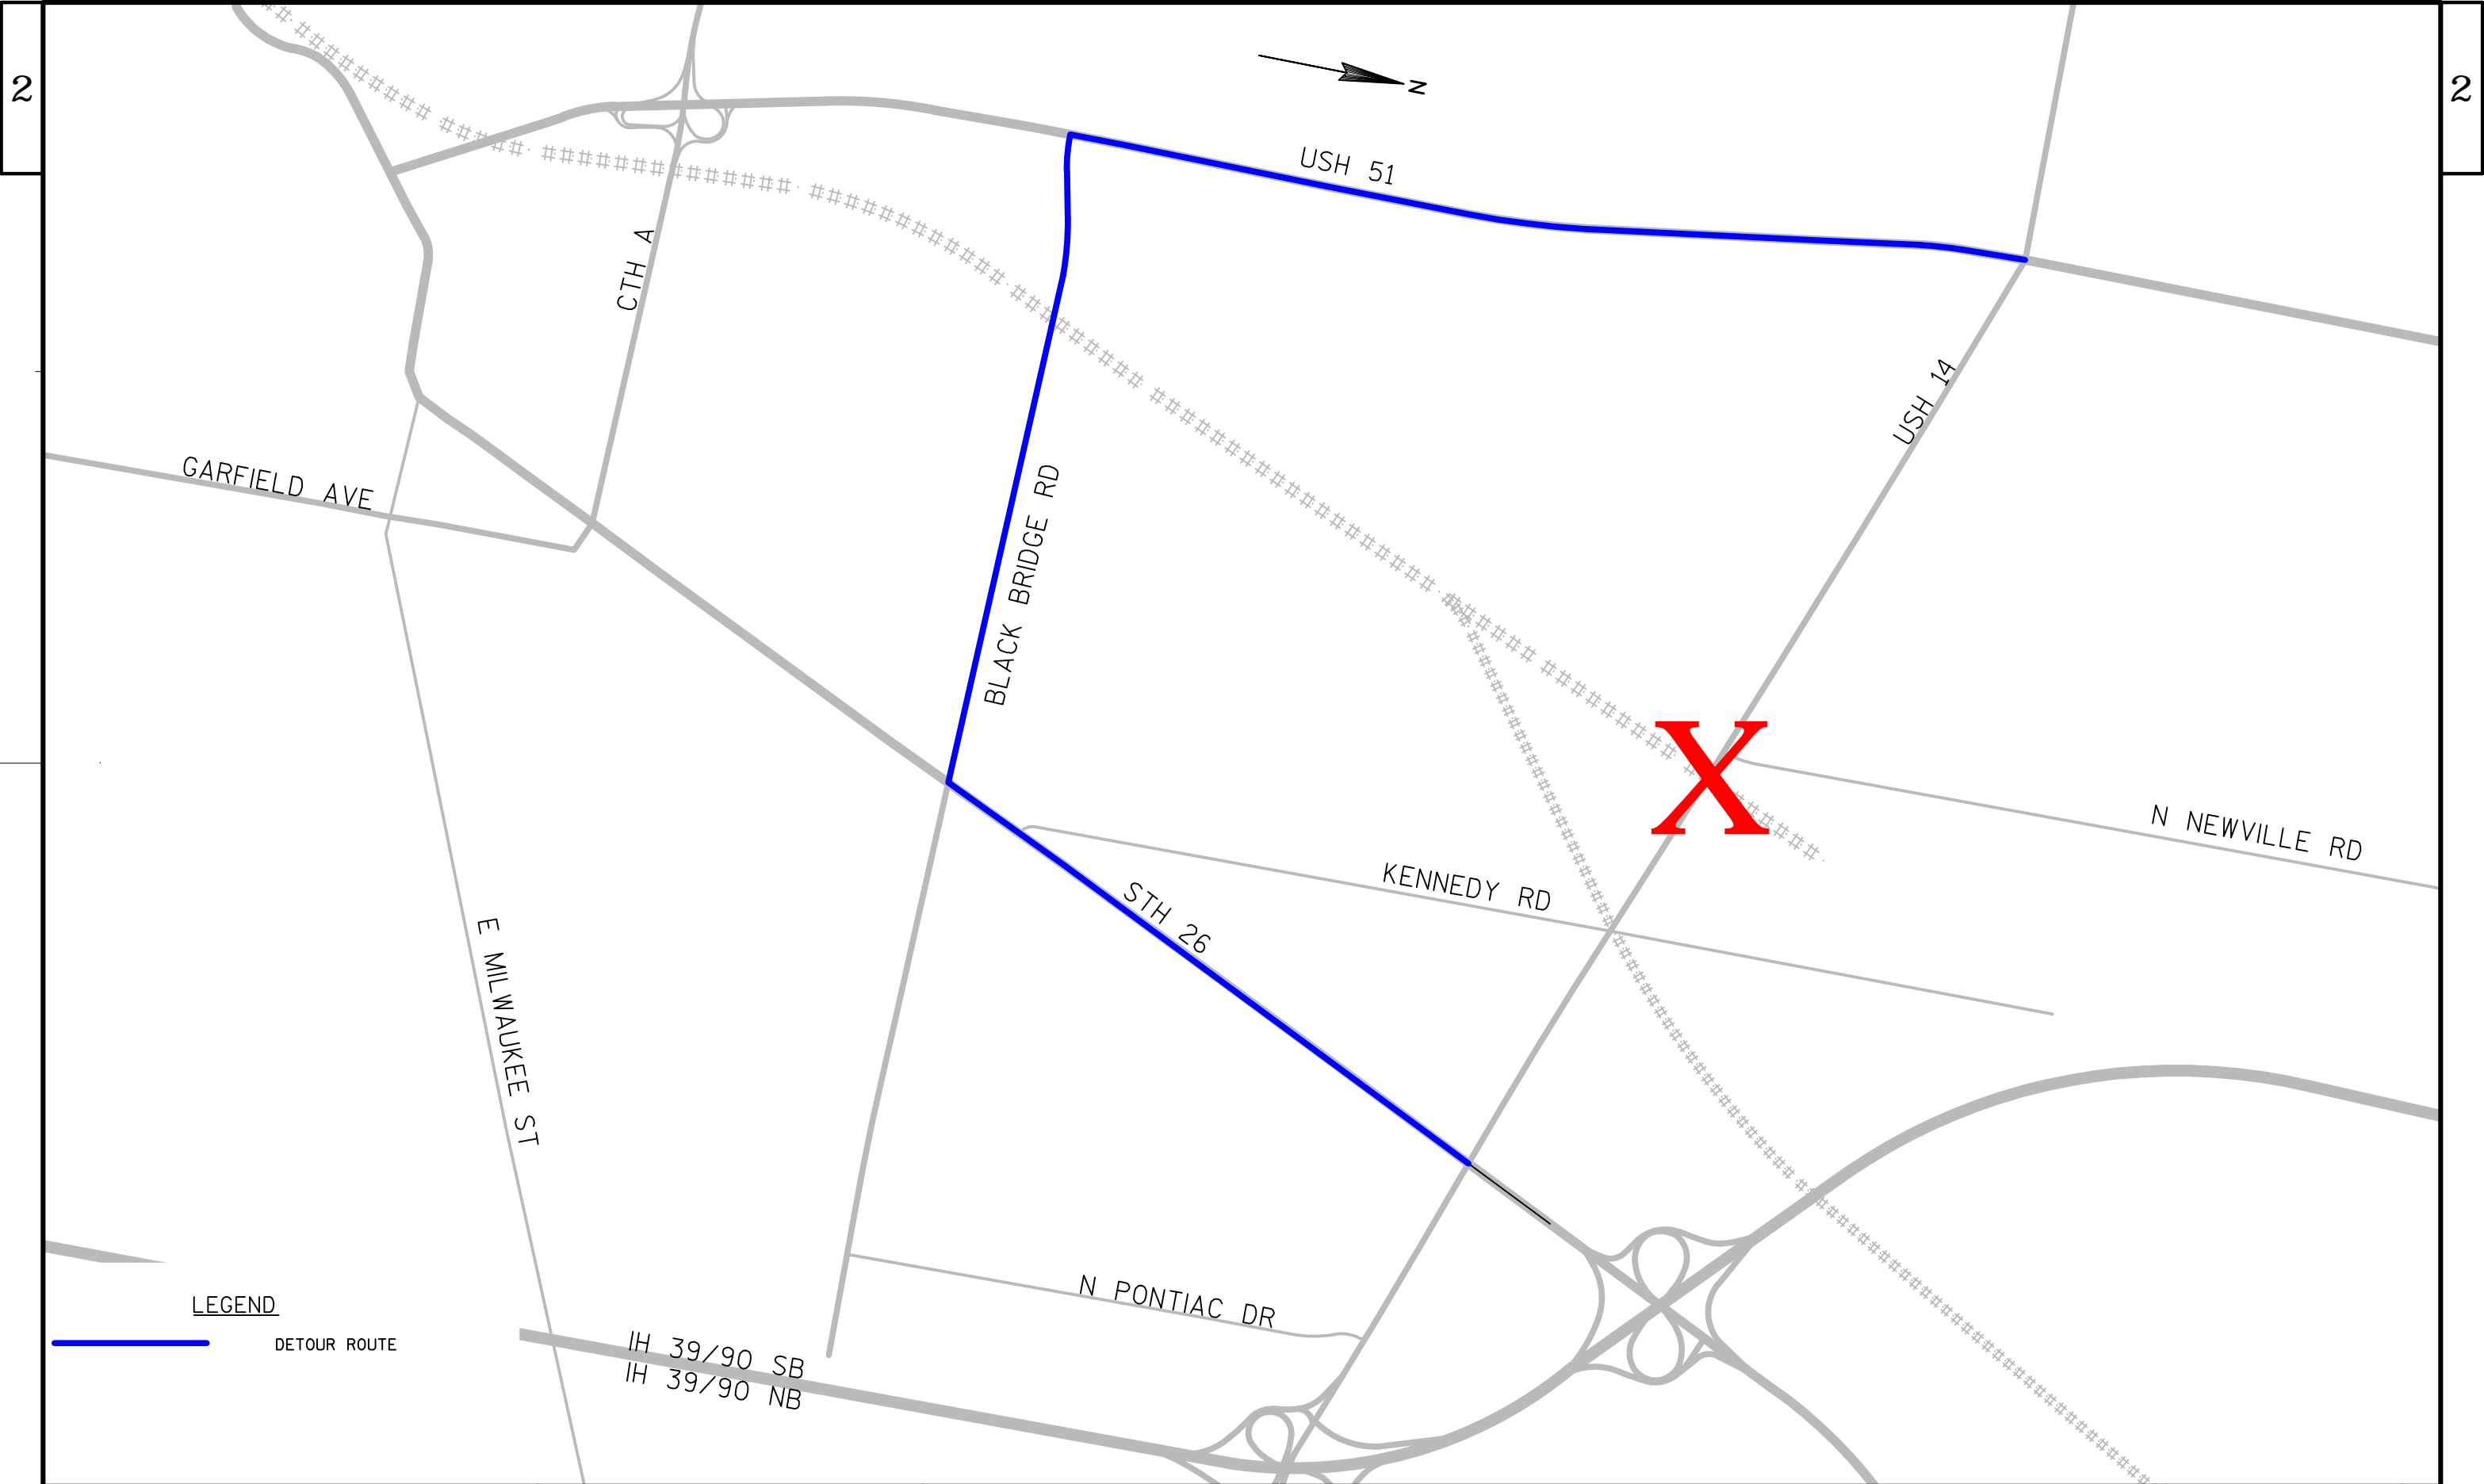 2
2
N
USH 51
CTH A
USH 14
GARFIELD AVE
BLACK BRIDGE RD
X
N NEWVILLE RD
KENNEDY RD
STH 26
E MILWAUKEE ST
N PONTIAC DR
LEGEND
DETOUR ROUTE
IH 39/90 SB
IH 39/90 NB